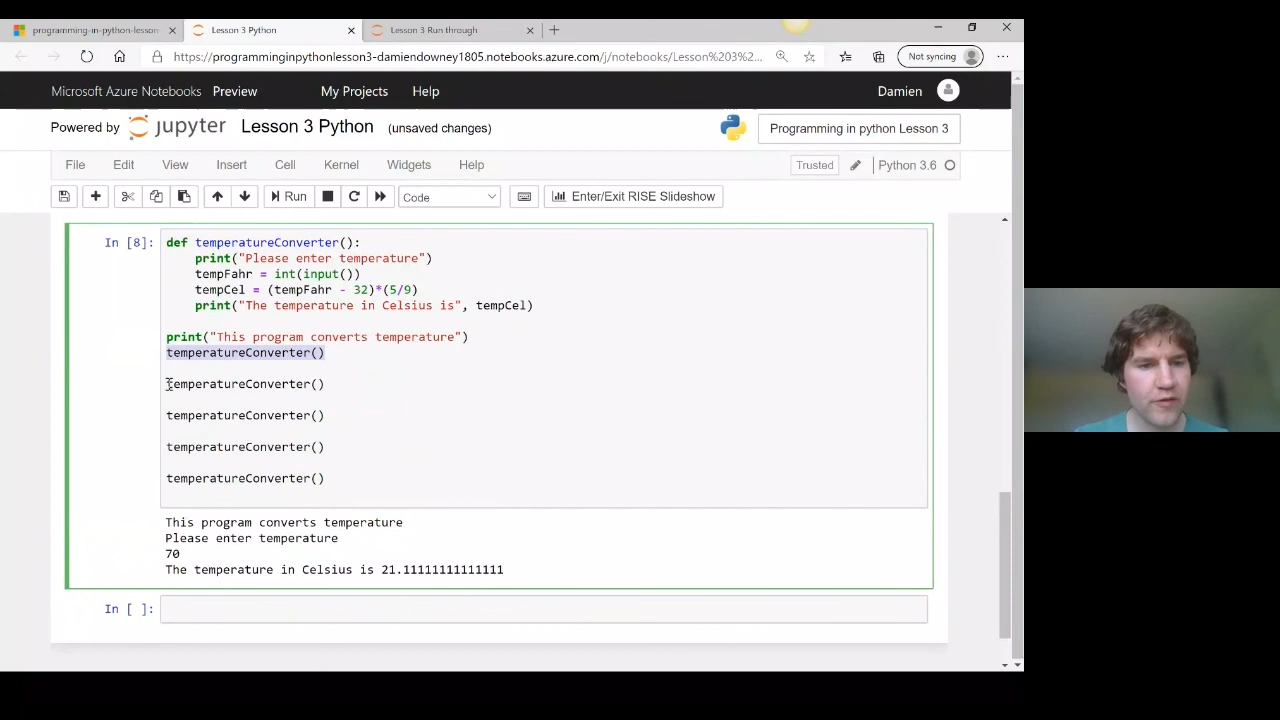 programming-in-python-lesson
Lesson 3 Python
Lesson 3 Run through
https://programminginpythonlesson3-damiendowney1805.notebooks.azure.com/j/notebooks/Lesson%203%2...
Not syncing
Microsoft Azure Notebooks Preview My Projects Help Damien
Powered by jupyter Lesson 3 Python (unsaved changes) Programming in python Lesson 3
File Edit View Insert Cell Kernel Widgets Help Trusted Python 3.6
Run Code Enter/Exit RISE Slideshow
In [8]: def temperatureConverter():
print("Please enter temperature")
tempFahr = int(input())
tempCel = (tempFahr - 32)*(5/9)
print("The temperature in Celsius is", tempCel)
print("This program converts temperature")
temperatureConverter()
temperatureConverter()
temperatureConverter()
temperatureConverter()
temperatureConverter()
This program converts temperature
Please enter temperature
70
The temperature in Celsius is 21.11111111111111
In [ ]: